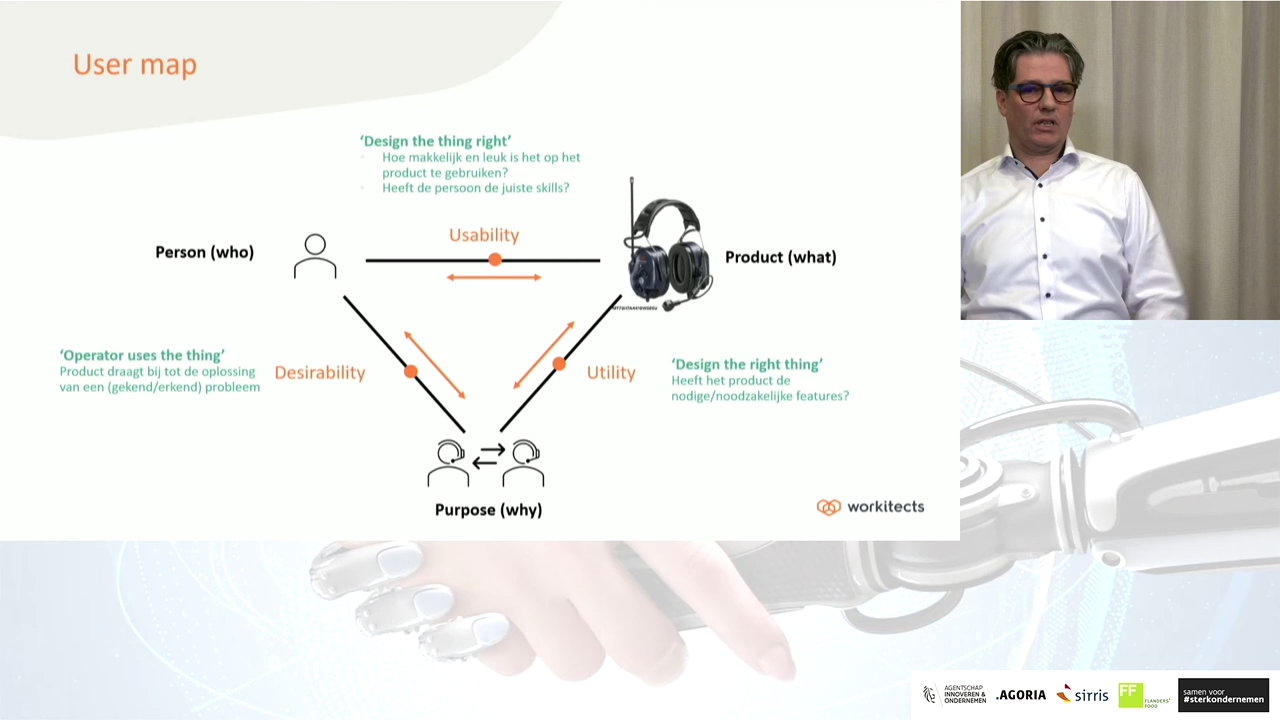 User map
‘Design the thing right’
Hoe makkelijk en leuk is het op het
product te gebruiken?
Heeft de persoon de juiste skills?
Usability
Person (who)
Product (what)
‘Operator uses the thing’
Product draagt bij tot de oplossing
van een (gekend/erkend) probleem
Desirability
Utility
‘Design the right thing’
Heeft het product de
nodige/noodzakelijke features?
Purpose (why)
workitects
AGENTSCHAP
INNOVEREN &
ONDERNEMEN
.AGORIA
sirris
FF
FLANDERS'
FOOD
samen voor
#sterkondernemen